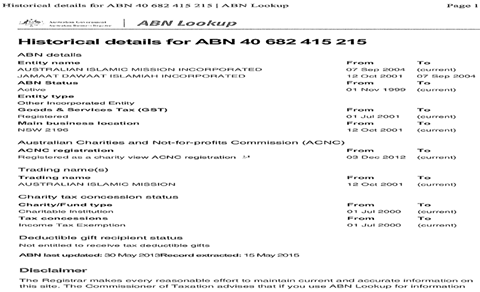 Historical details for ABN 40 682 415 215 | ABN Lookup Page 1
Australian Government
ABN Lookup
Historical details for ABN 40 682 415 215
ABN details
Entity name From To
AUSTRALIAN ISLAMIC MISSION INCORPORATED 07 Sep 2004 (current)
JAMAAT DAWAAT ISLAMIAH INCORPORATED 12 Oct 2001 07 Sep 2004
ABN Status From To
Active 01 Nov 1999 (current)
Entity type
Other Incorporated Entity
Goods & Services Tax (GST) From To
Registered 01 Jul 2001 (current)
Main business location From To
NSW 2196 12 Oct 2001 (current)
Australian Charities and Not-for-profits Commission (ACNC)
ACNC registration From To
Registered as a charity view ACNC registration 03 Dec 2012 (current)
Trading name(s)
Trading name From To
AUSTRALIAN ISLAMIC MISSION 12 Oct 2001 (current)
Charity tax concession status
Charity/Fund type From To
Charitable Institution 01 Jul 2000 (current)
Tax concessions From To
Income Tax Exemption 01 Jul 2000 (current)
Deductible gift recipient status
Not entitled to receive tax deductible gifts
ABN last updated: 30 May 2013Record extracted: 15 May 2015
Disclaimer
The Registrar makes every reasonable effort to maintain current and accurate information on
this site. The Commissioner of Taxation advises that if you use ABN Lookup for information